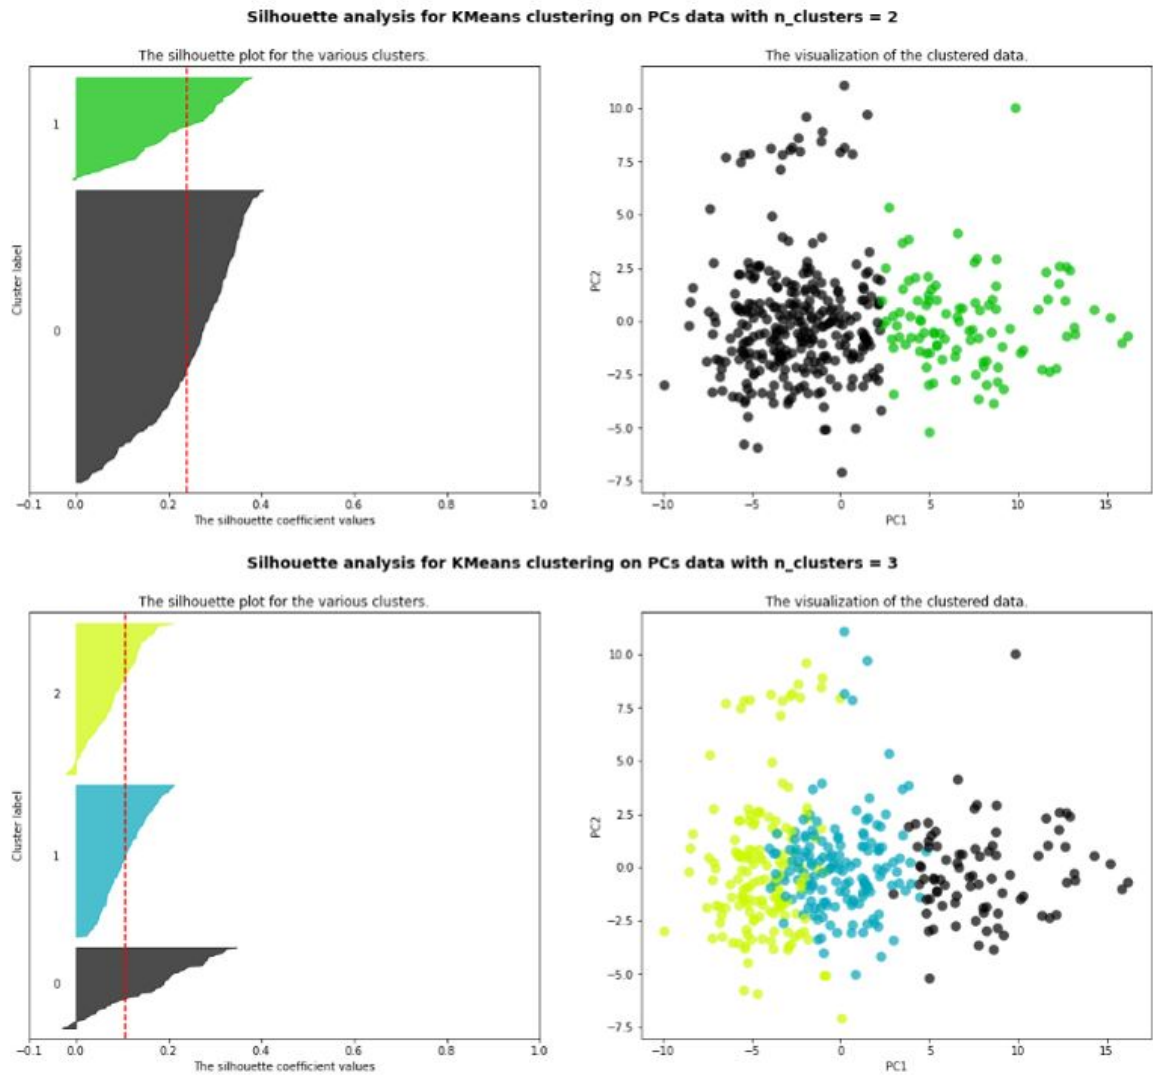 Silhouette analysis for KMeans clustering on PCs data with n_clusters = 2
The silhouette plot for the various clusters.
Cluster label
1
0
−0.1 0.0 0.2 0.4 0.6 0.8 1.0
The silhouette coefficient values
The visualization of the clustered data.
PC2
10.0
7.5
5.0
2.5
0.0
−2.5
−5.0
−7.5
−10 −5 0 5 10 15
PC1
Silhouette analysis for KMeans clustering on PCs data with n_clusters = 3
The silhouette plot for the various clusters.
Cluster label
2
1
0
−0.1 0.0 0.2 0.4 0.6 0.8 1.0
The silhouette coefficient values
The visualization of the clustered data.
PC2
10.0
7.5
5.0
2.5
0.0
−2.5
−5.0
−7.5
−10 −5 0 5 10 15
PC1